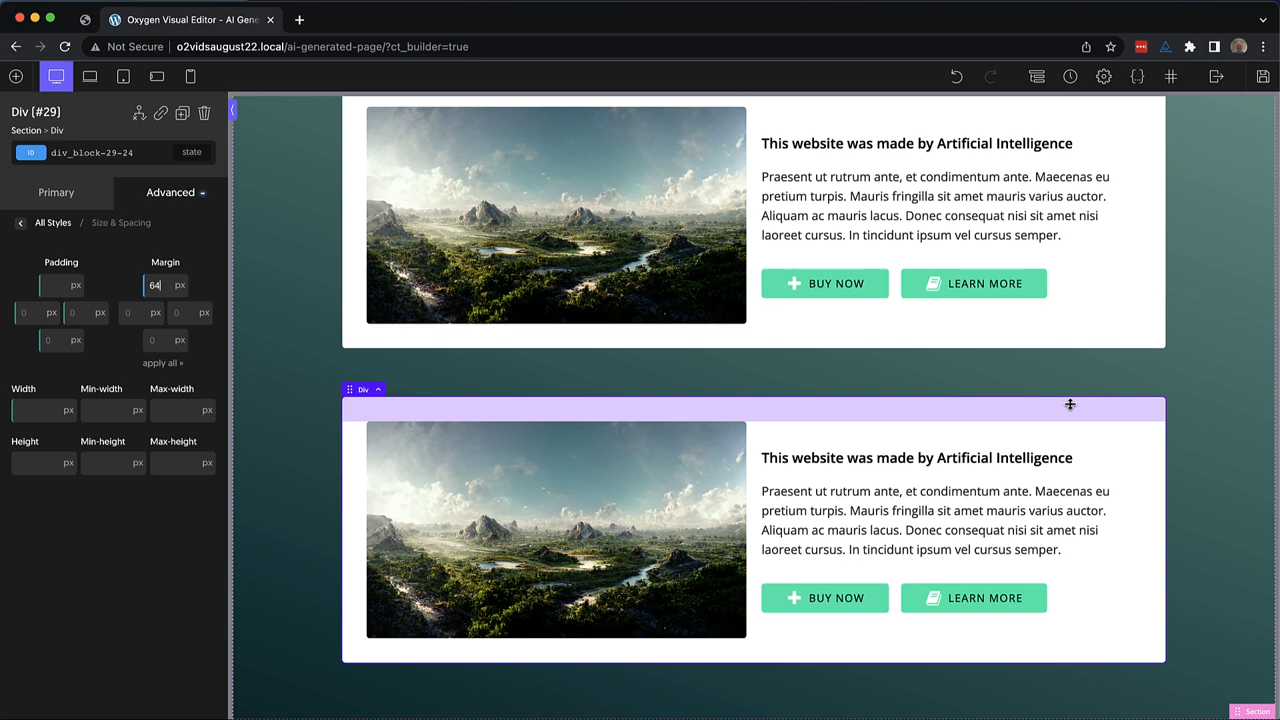 Oxygen Visual Editor - AI Gene
Not Secure
o2vidsaugust22.local/ai-generated-page/?ct_builder=true
Div (#29)
Section > Div
ID
div_block-29-24
state
Primary
Advanced
All Styles / Size & Spacing
Padding
Margin
px
64 px
0 px 0 px 0 px 0 px
0 px
0 px
apply all »
Width Min-width Max-width
px px px
Height Min-height Max-height
px px px
This website was made by Artificial Intelligence
Praesent ut rutrum ante, et condimentum ante. Maecenas eu
pretium turpis. Mauris fringilla sit amet mauris varius auctor.
Aliquam ac mauris lacus. Donec consequat nisi sit amet nisi
laoreet cursus. In tincidunt ipsum vel cursus semper.
BUY NOW
LEARN MORE
Div
This website was made by Artificial Intelligence
Praesent ut rutrum ante, et condimentum ante. Maecenas eu
pretium turpis. Mauris fringilla sit amet mauris varius auctor.
Aliquam ac mauris lacus. Donec consequat nisi sit amet nisi
laoreet cursus. In tincidunt ipsum vel cursus semper.
BUY NOW
LEARN MORE
Section